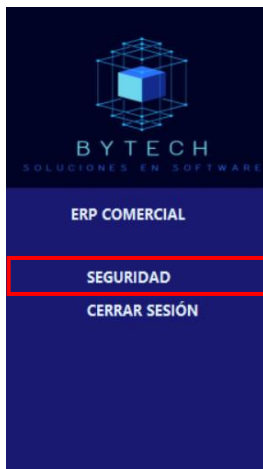 BYTECH
SOLUCIONES EN SOFTWARE
ERP COMERCIAL
SEGURIDAD
CERRAR SESIÓN